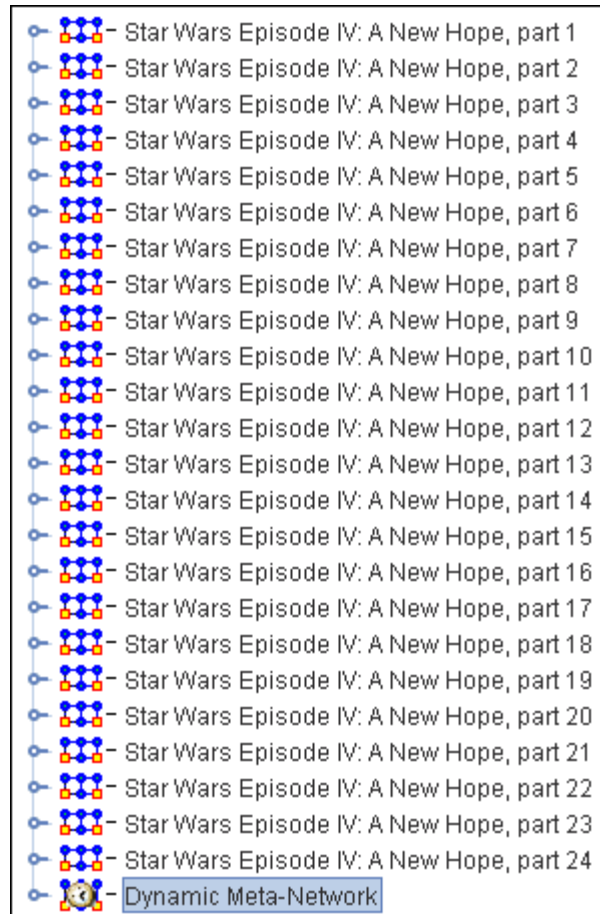 Star Wars Episode IV: A New Hope, part 1
Star Wars Episode IV: A New Hope, part 2
Star Wars Episode IV: A New Hope, part 3
Star Wars Episode IV: A New Hope, part 4
Star Wars Episode IV: A New Hope, part 5
Star Wars Episode IV: A New Hope, part 6
Star Wars Episode IV: A New Hope, part 7
Star Wars Episode IV: A New Hope, part 8
Star Wars Episode IV: A New Hope, part 9
Star Wars Episode IV: A New Hope, part 10
Star Wars Episode IV: A New Hope, part 11
Star Wars Episode IV: A New Hope, part 12
Star Wars Episode IV: A New Hope, part 13
Star Wars Episode IV: A New Hope, part 14
Star Wars Episode IV: A New Hope, part 15
Star Wars Episode IV: A New Hope, part 16
Star Wars Episode IV: A New Hope, part 17
Star Wars Episode IV: A New Hope, part 18
Star Wars Episode IV: A New Hope, part 19
Star Wars Episode IV: A New Hope, part 20
Star Wars Episode IV: A New Hope, part 21
Star Wars Episode IV: A New Hope, part 22
Star Wars Episode IV: A New Hope, part 23
Star Wars Episode IV: A New Hope, part 24
Dynamic Meta-Network